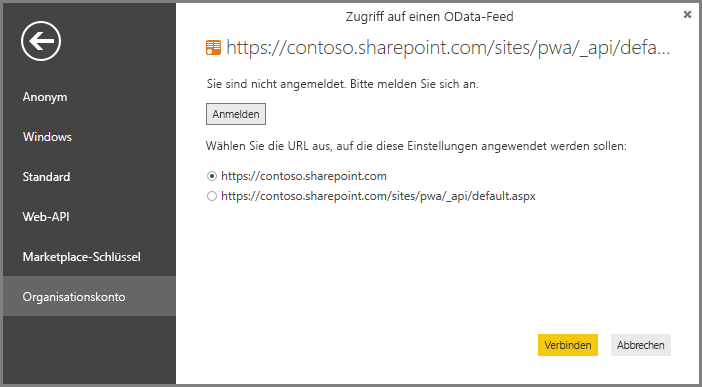 Zugriff auf einen OData-Feed
https://contoso.sharepoint.com/sites/pwa/_api/defa...
Sie sind nicht angemeldet. Bitte melden Sie sich an.
Anmelden
Wählen Sie die URL aus, auf die diese Einstellungen angewendet werden sollen:
https://contoso.sharepoint.com
https://contoso.sharepoint.com/sites/pwa/_api/default.aspx
Anonym
Windows
Standard
Web-API
Marketplace-Schlüssel
Organisationskonto
Verbinden
Abbrechen